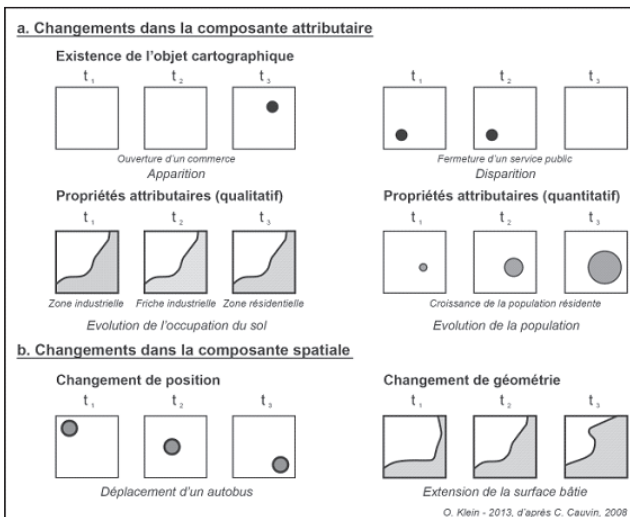 a. Changements dans la composante attributaire
Existence de l'objet cartographique
t1 t2 t3 t1 t2 t3
Ouverture d'un commerce Fermeture d'un service public
Apparition Disparition
Propriétés attributaires (qualitatif) Propriétés attributaires (quantitatif)
t1 t2 t3 t1 t2 t3
Zone industrielle Friche industrielle Zone résidentielle Croissance de la population résidente
Evolution de l'occupation du sol Evolution de la population
b. Changements dans la composante spatiale
Changement de position Changement de géométrie
t1 t2 t3 t1 t2 t3
Déplacement d'un autobus Extension de la surface bâtie
O. Klein - 2013, d'après C. Cauvin, 2008